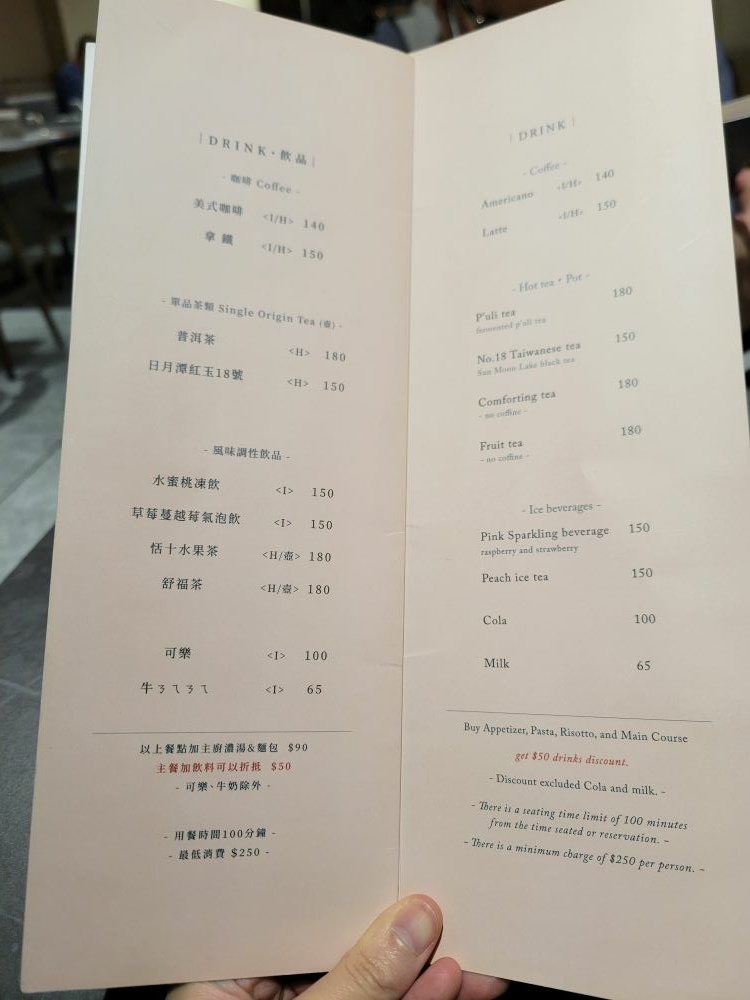 | DRINK · 飲品 |
- 咖啡 Coffee -
美式咖啡 <I/H> 140
拿鐵 <I/H> 150
- 單品茶類 Single Origin Tea (壺) -
普洱茶 <H> 180
日月潭紅玉18號 <H> 150
- 風味調性飲品 -
水蜜桃凍飲 <I> 150
草莓蔓越莓氣泡飲 <I> 150
恬十水果茶 <H/壺> 180
舒福茶 <H/壺> 180
可樂 <I> 100
牛ㄋㄟㄋㄟ <I> 65
以上餐點加主廚濃湯&麵包 $90
主餐加飲料可以折抵 $50
- 可樂、牛奶除外 -
- 用餐時間100分鐘 -
- 最低消費 $250 -
| DRINK |
- Coffee -
Americano <I/H> 140
Latte <I/H> 150
- Hot tea · Pot -
P'uli tea 180
fermented p'uli tea
No.18 Taiwanese tea 150
Sun Moon Lake black tea
Comforting tea 180
- no coffine -
Fruit tea 180
- no coffine -
- Ice beverages -
Pink Sparkling beverage 150
raspberry and strawberry
Peach ice tea 150
Cola 100
Milk 65
Buy Appetizer, Pasta, Risotto, and Main Course
get $50 drinks discount.
- Discount excluded Cola and milk. -
- There is a seating time limit of 100 minutes
from the time seated or reservation. -
- There is a minimum charge of $250 per person. -